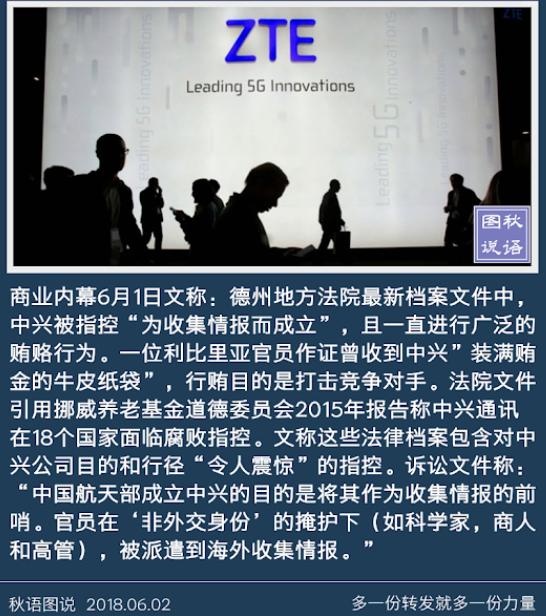 ZTE
Leading 5G Innovations
图秋
说语
商业内幕6月1日文称：德州地方法院最新档案文件中，
中兴被指控“为收集情报而成立”，且一直进行广泛的
贿赂行为。一位利比里亚官员作证曾收到中兴”装满贿
金的牛皮纸袋”，行贿目的是打击竞争对手。法院文件
引用挪威养老基金道德委员会2015年报告称中兴通讯
在18个国家面临腐败指控。文称这些法律档案包含对中
兴公司目的和行径“令人震惊”的指控。诉讼文件称：
“中国航天部成立中兴的目的是将其作为收集情报的前
哨。官员在‘非外交身份’的掩护下（如科学家，商人
和高管），被派遣到海外收集情报。”
秋语图说 2018.06.02
多一份转发就多一份力量